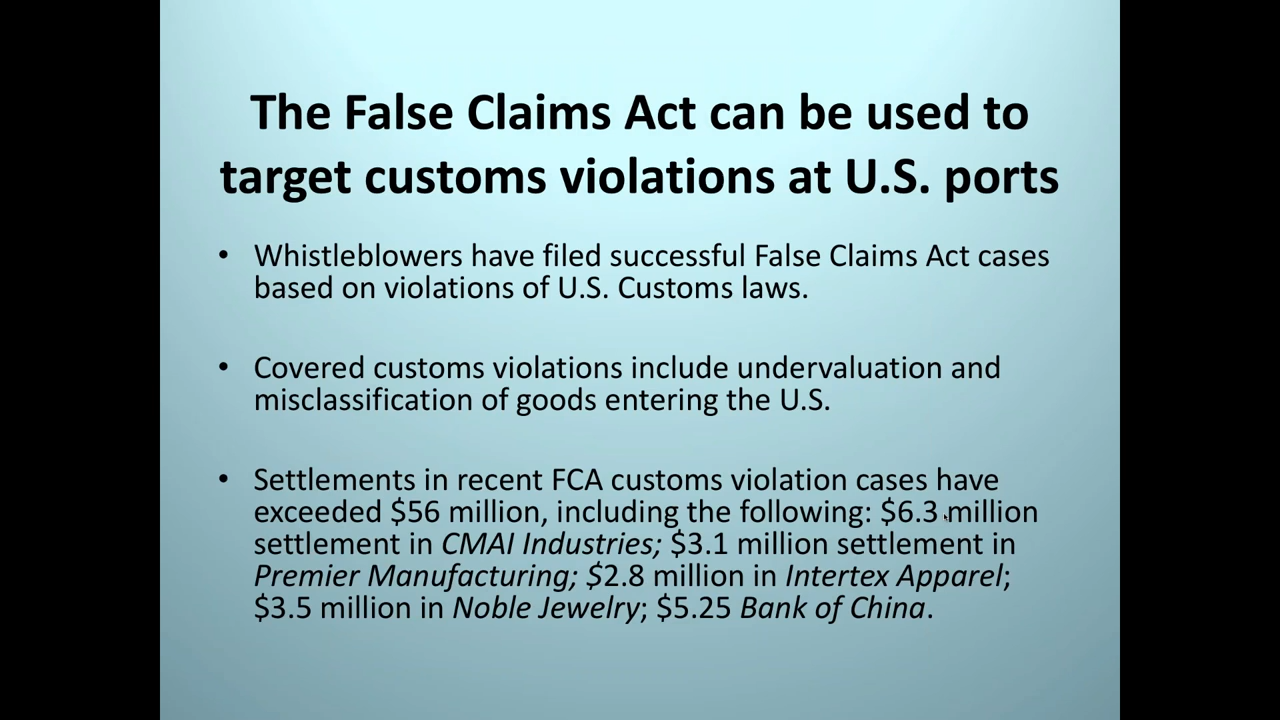 The False Claims Act can be used to
target customs violations at U.S. ports
• Whistleblowers have filed successful False Claims Act cases
based on violations of U.S. Customs laws.
• Covered customs violations include undervaluation and
misclassification of goods entering the U.S.
• Settlements in recent FCA customs violation cases have
exceeded $56 million, including the following: $6.3 million
settlement in CMAI Industries; $3.1 million settlement in
Premier Manufacturing; $2.8 million in Intertex Apparel;
$3.5 million in Noble Jewelry; $5.25 Bank of China.